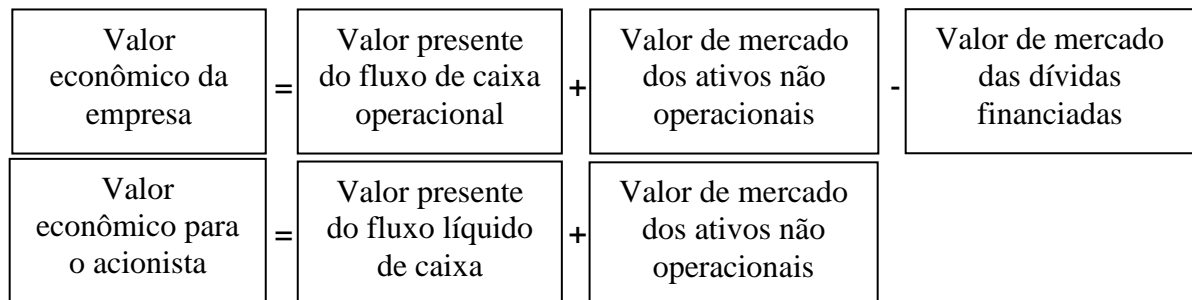 Valor
econômico da
empresa
=
Valor presente
do fluxo de caixa
operacional
+
Valor de mercado
dos ativos não
operacionais
-
Valor de mercado
das dívidas
financiadas
Valor
econômico para
o acionista
=
Valor presente
do fluxo líquido
de caixa
+
Valor de mercado
dos ativos não
operacionais